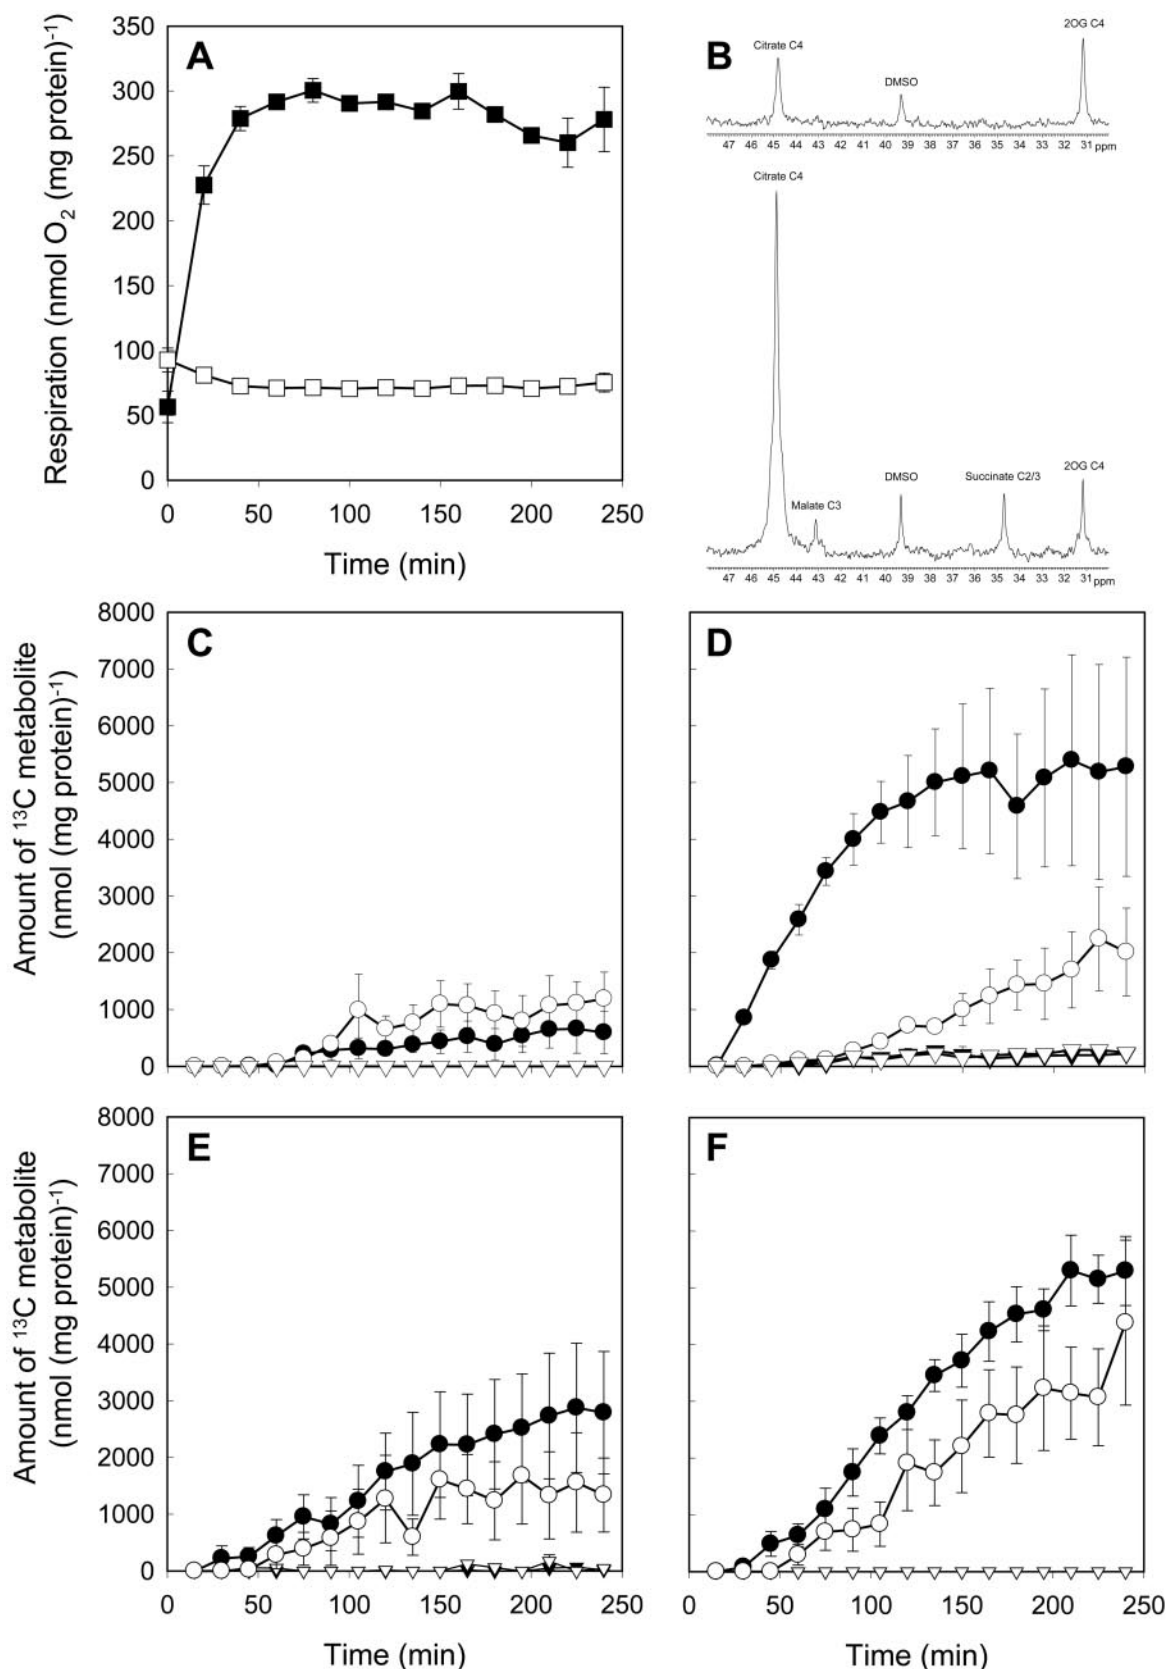 A
Respiration (nmol O₂ (mg protein)⁻¹)
350
300
250
200
150
100
50
0
0 50 100 150 200 250
Time (min)
B
Citrate C4
DMSO
2OG C4
47 46 45 44 43 42 41 40 39 38 37 36 35 34 33 32 31 ppm
Citrate C4
Malate C3
DMSO
Succinate C2/3
2OG C4
47 46 45 44 43 42 41 40 39 38 37 36 35 34 33 32 31 ppm
Amount of ¹³C metabolite
(nmol (mg protein)⁻¹
8000
7000
6000
5000
4000
3000
2000
1000
0
C
D
Amount of ¹³C metabolite
(nmol (mg protein)⁻¹
8000
7000
6000
5000
4000
3000
2000
1000
0
E
0 50 100 150 200 250
Time (min)
F
0 50 100 150 200 250
Time (min)